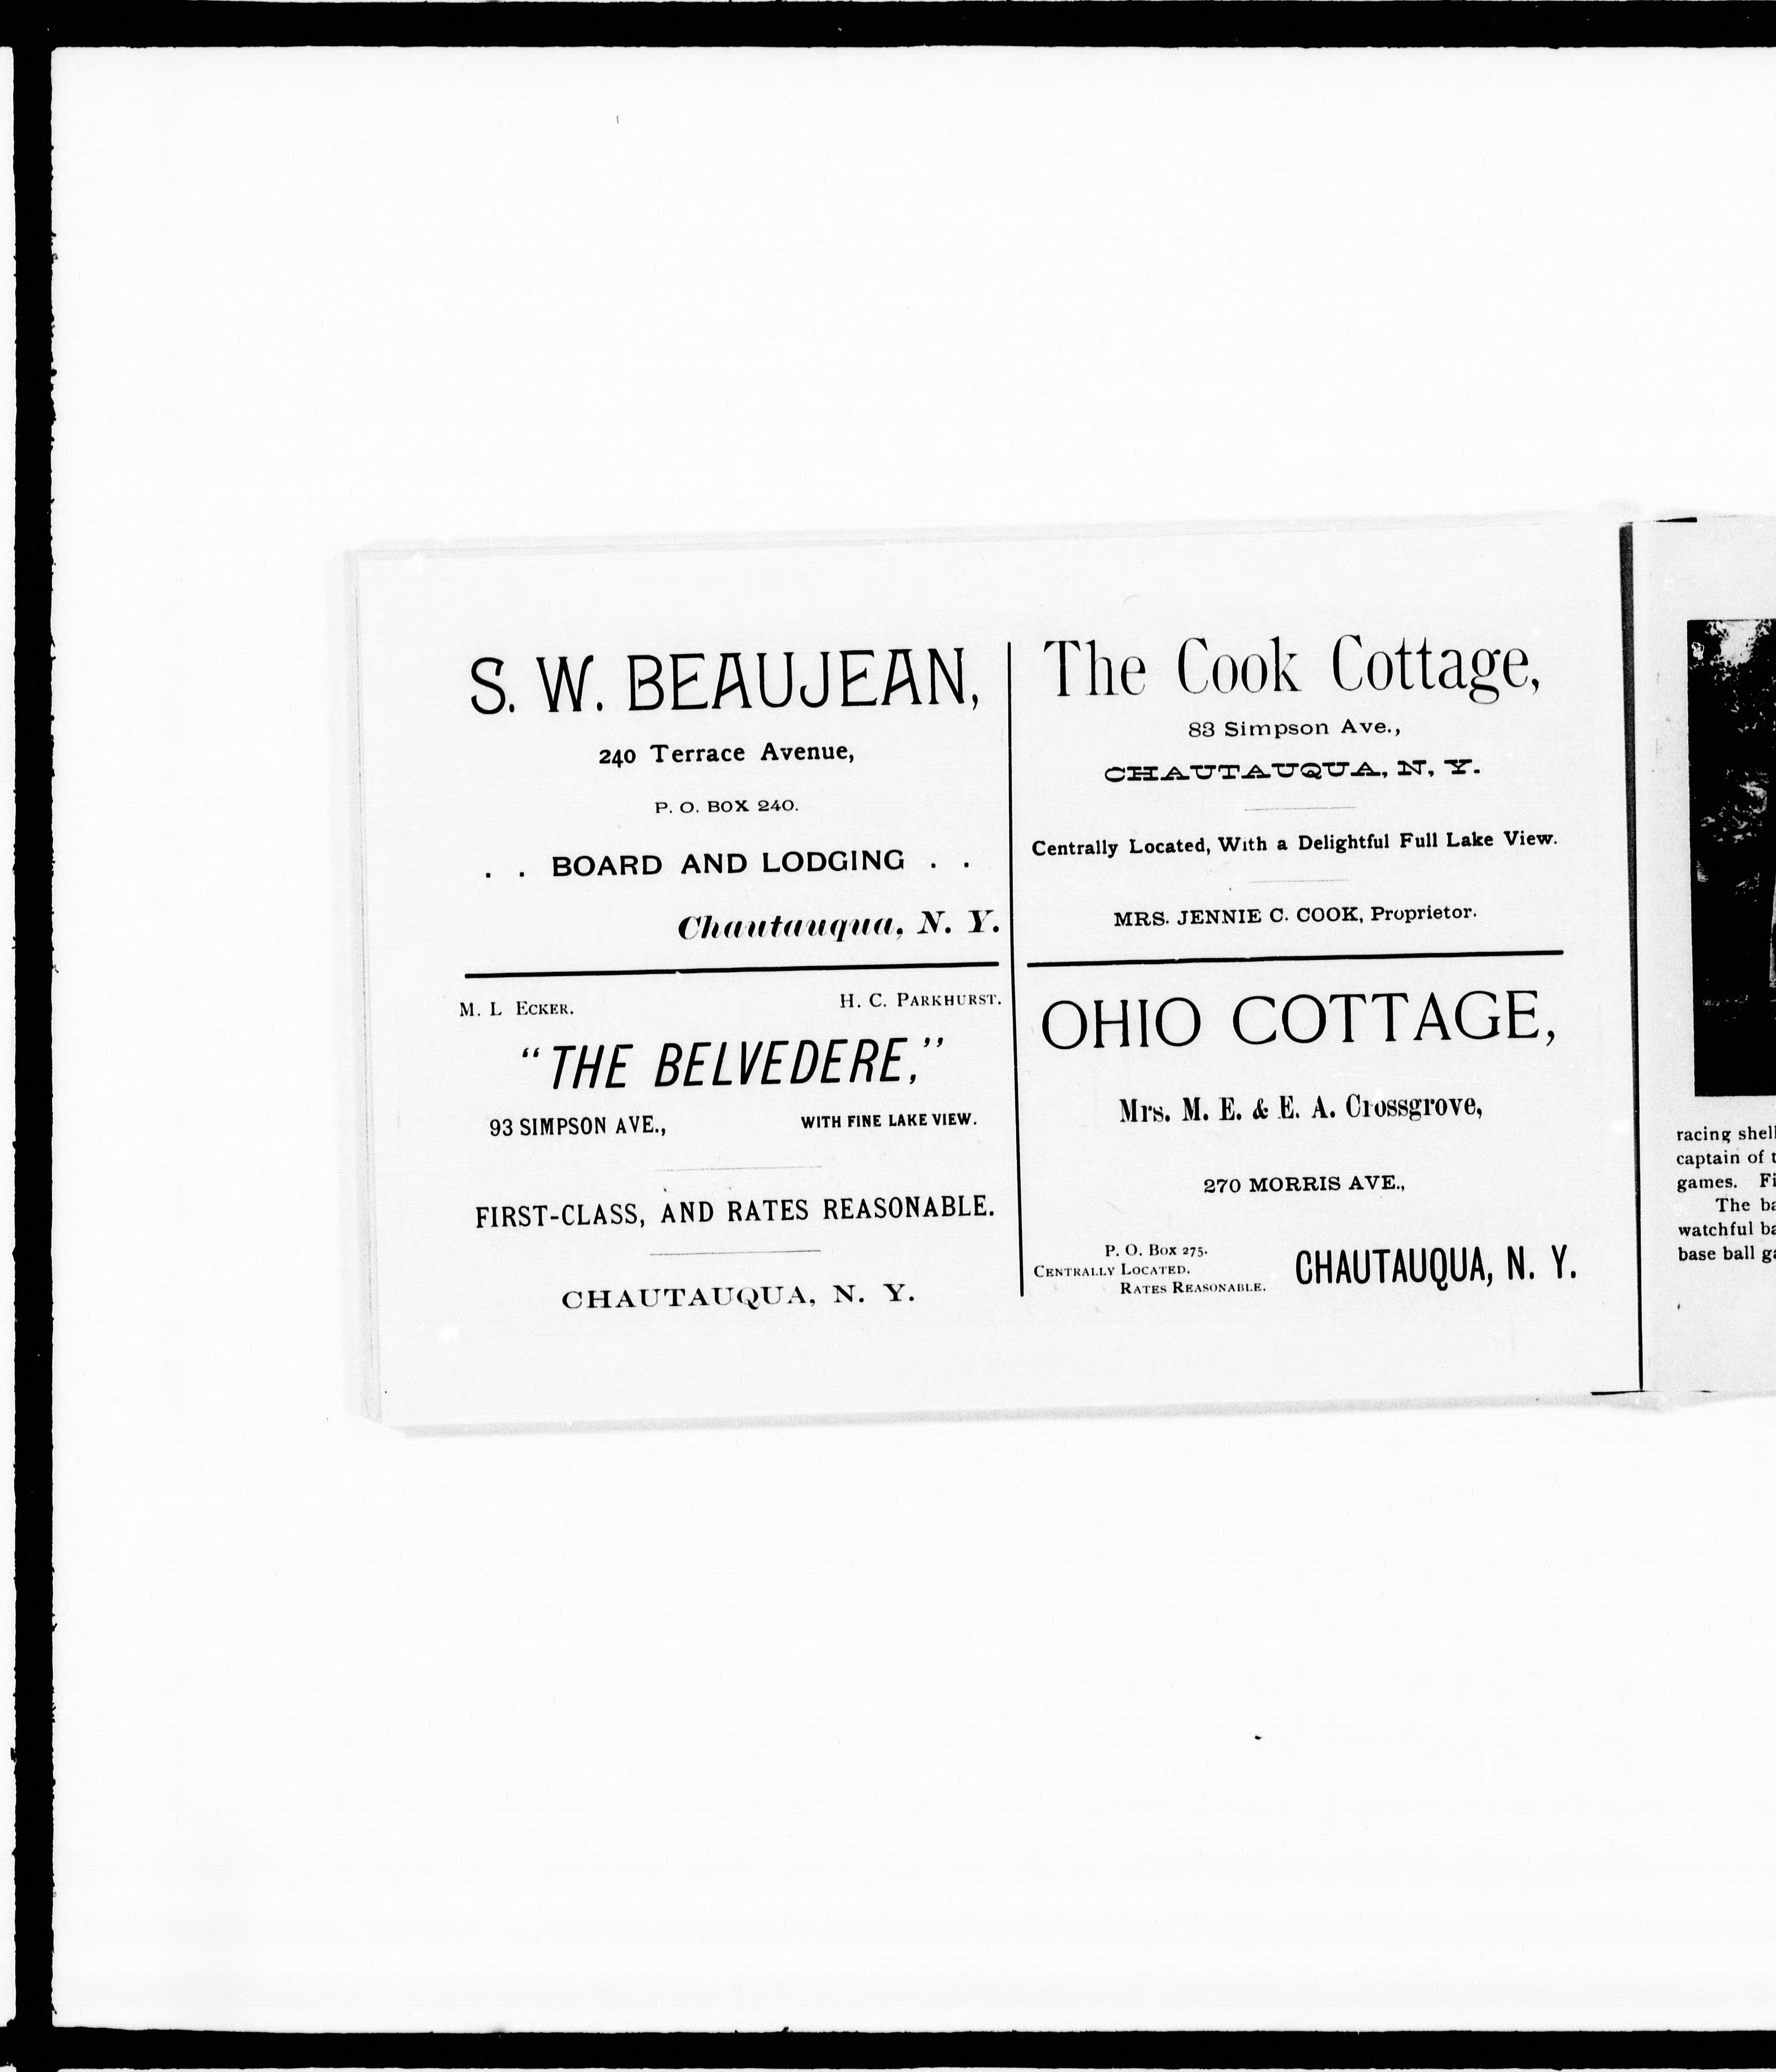 S. W. BEAUJEAN,
240 Terrace Avenue,
P. O. BOX 240.
. . BOARD AND LODGING . .
Chautauqua, N. Y.
The Cook Cottage,
83 Simpson Ave.,
CHAUTAUQUA, N, Y.
Centrally Located, With a Delightful Full Lake View.
MRS. JENNIE C. COOK, Proprietor.
M. L ECKER. H. C. PARKHURST.
"THE BELVEDERE,"
93 SIMPSON AVE., WITH FINE LAKE VIEW.
FIRST-CLASS, AND RATES REASONABLE.
CHAUTAUQUA, N. Y.
OHIO COTTAGE,
Mrs. M. E. & E. A. Crossgrove,
270 MORRIS AVE.,
P. O. BOX 275.
CENTRALLY LOCATED.
RATES REASONABLE.
CHAUTAUQUA, N. Y.
racing shell
captain of
games. Fi
The ba
watchful ba
base ball ga